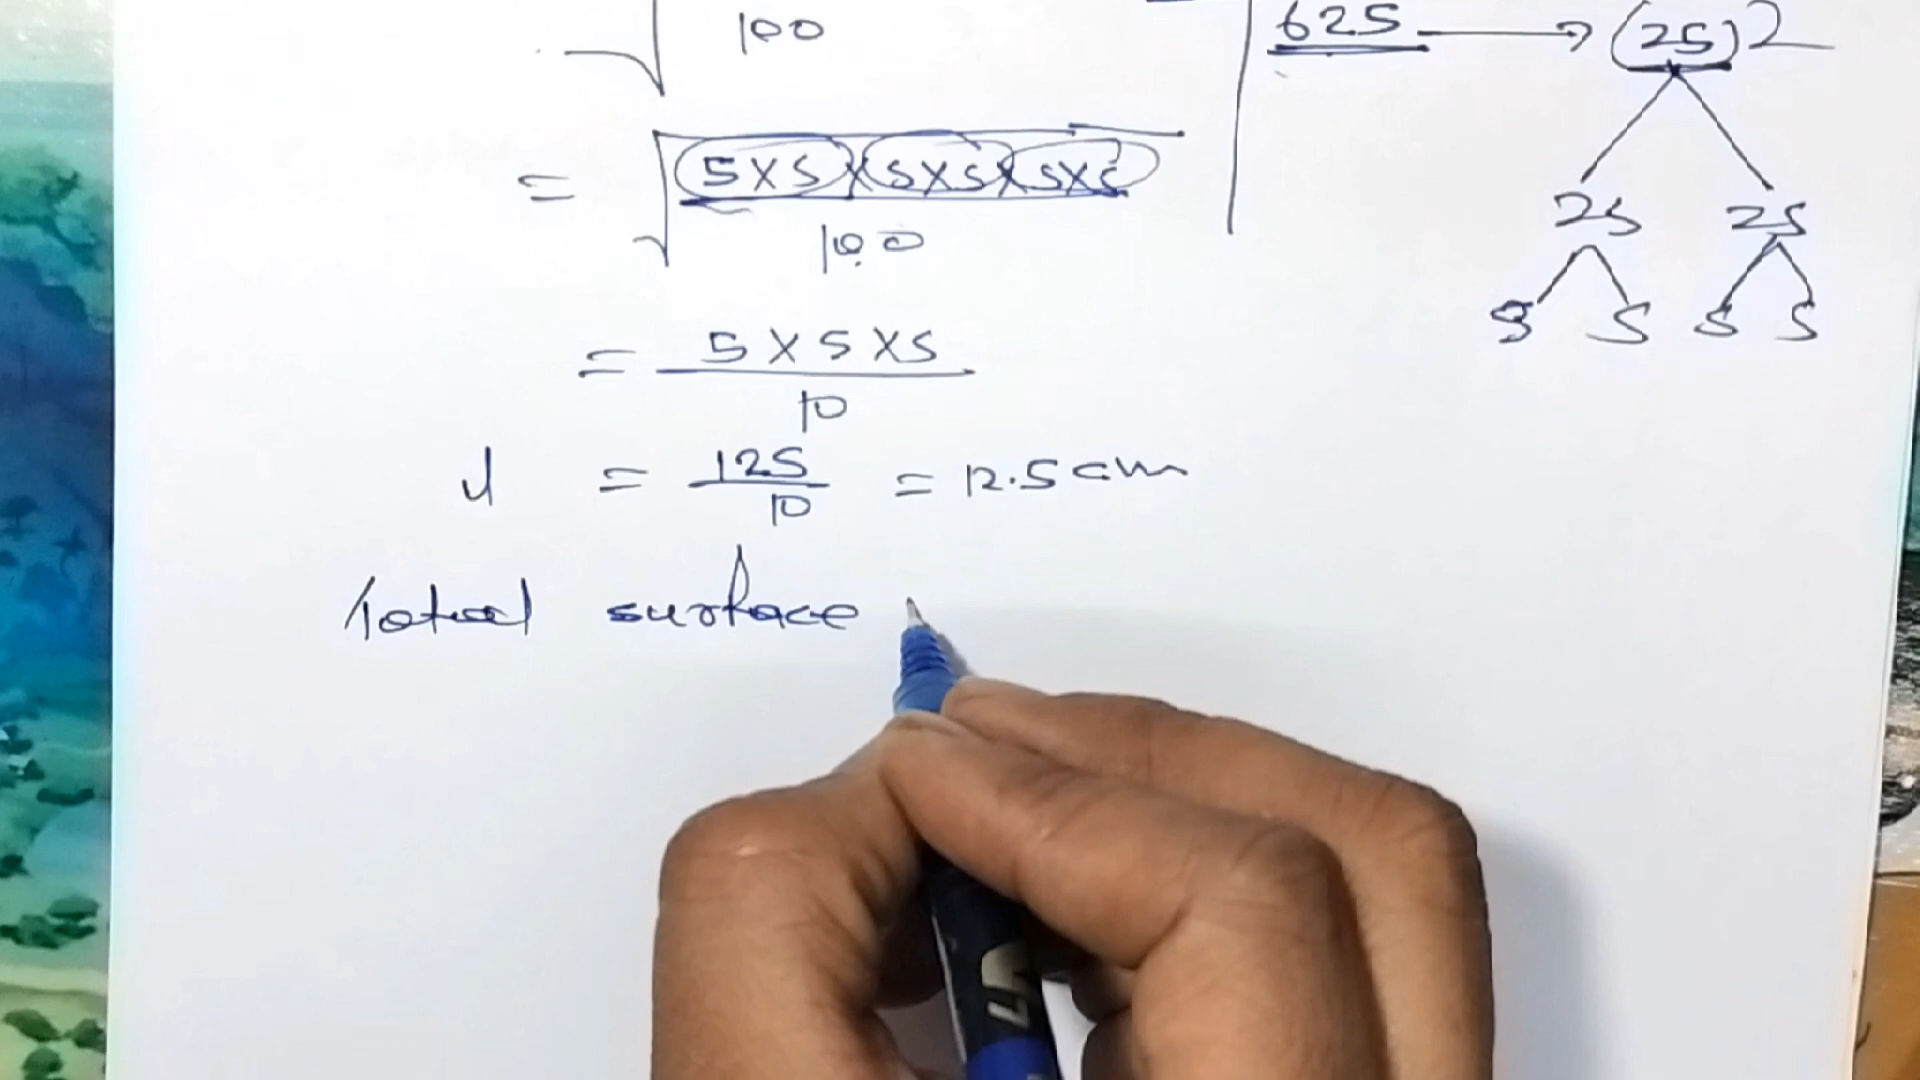 √ 100
625 → (25)2
= √ 5×5×5×5×5×5
100
25 25
5 5 5 5
= 5×5×5
10
l = 125/10 = 12.5 cm
Total surface